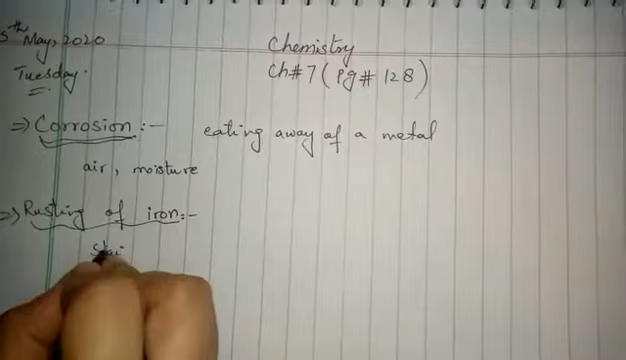 5th May, 2020
Chemistry
Tuesday.
Ch#7 (Pg# 128)
=> Corrosion :- eating away of a metal
air, moisture
=> Rusting of iron :-